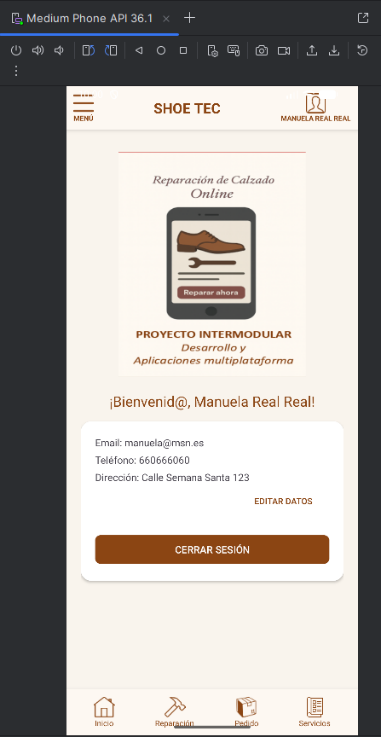 Medium Phone API 36.1
SHOE TEC
MENÚ
MANUELA REAL REAL
Reparación de Calzado
Online
Reparar ahora
PROYECTO INTERMODULAR
Desarrollo y
Aplicaciones multiplataforma
¡Bienvenid@, Manuela Real Real!
Email: manuela@msn.es
Teléfono: 660666060
Dirección: Calle Semana Santa 123
EDITAR DATOS
CERRAR SESIÓN
Inicio
Reparación
Pedido
Servicios